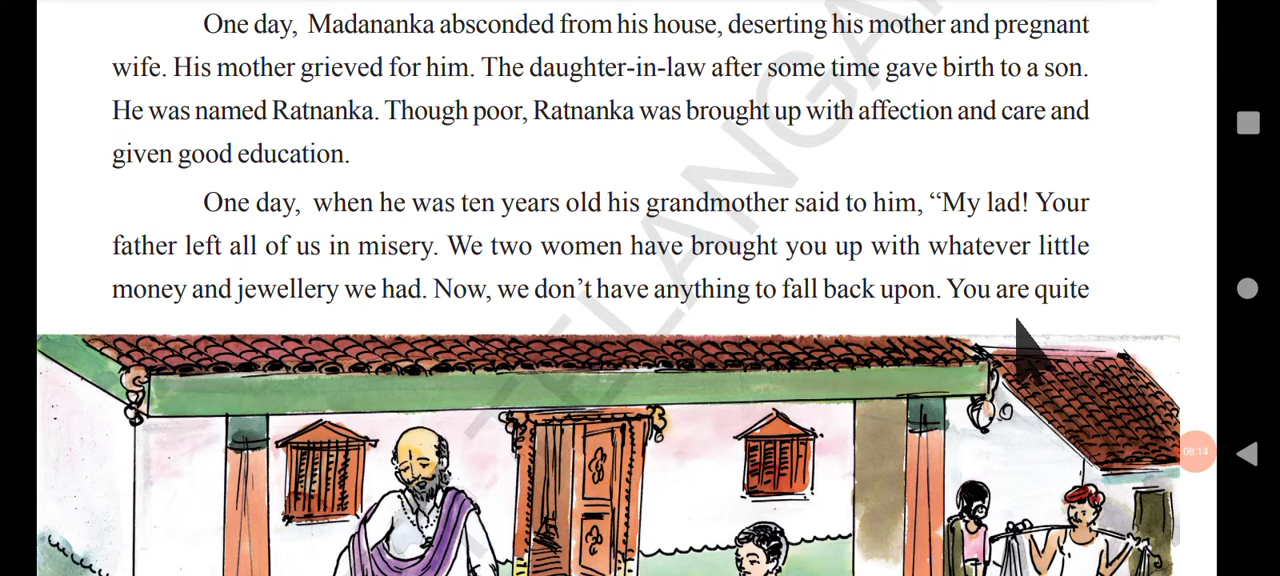 One day, Madananka absconded from his house, deserting his mother and pregnant
wife. His mother grieved for him. The daughter-in-law after some time gave birth to a son.
He was named Ratnanka. Though poor, Ratnanka was brought up with affection and care and
given good education.
One day, when he was ten years old his grandmother said to him, “My lad! Your
father left all of us in misery. We two women have brought you up with whatever little
money and jewellery we had. Now, we don’t have anything to fall back upon. You are quite
TELANGA
08:14